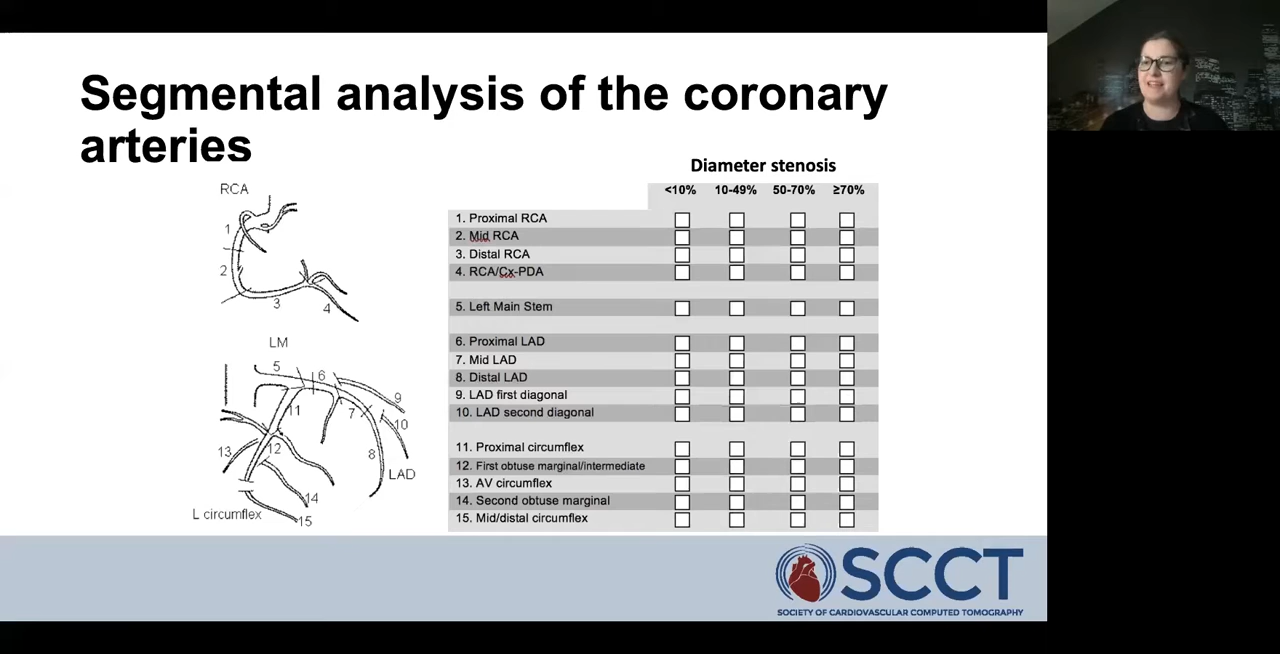 Segmental analysis of the coronary
arteries
Diameter stenosis
<10% 10-49% 50-70% ≥70%
1. Proximal RCA
2. Mid RCA
3. Distal RCA
4. RCA/Cx-PDA
5. Left Main Stem
6. Proximal LAD
7. Mid LAD
8. Distal LAD
9. LAD first diagonal
10. LAD second diagonal
11. Proximal circumflex
12. First obtuse marginal/intermediate
13. AV circumflex
14. Second obtuse marginal
15. Mid/distal circumflex
RCA
1
2
3
4
LM
5
6
9
11
7
10
13
12
8
LAD
14
L circumflex
15
SCCT
SOCIETY OF CARDIOVASCULAR COMPUTED TOMOGRAPHY